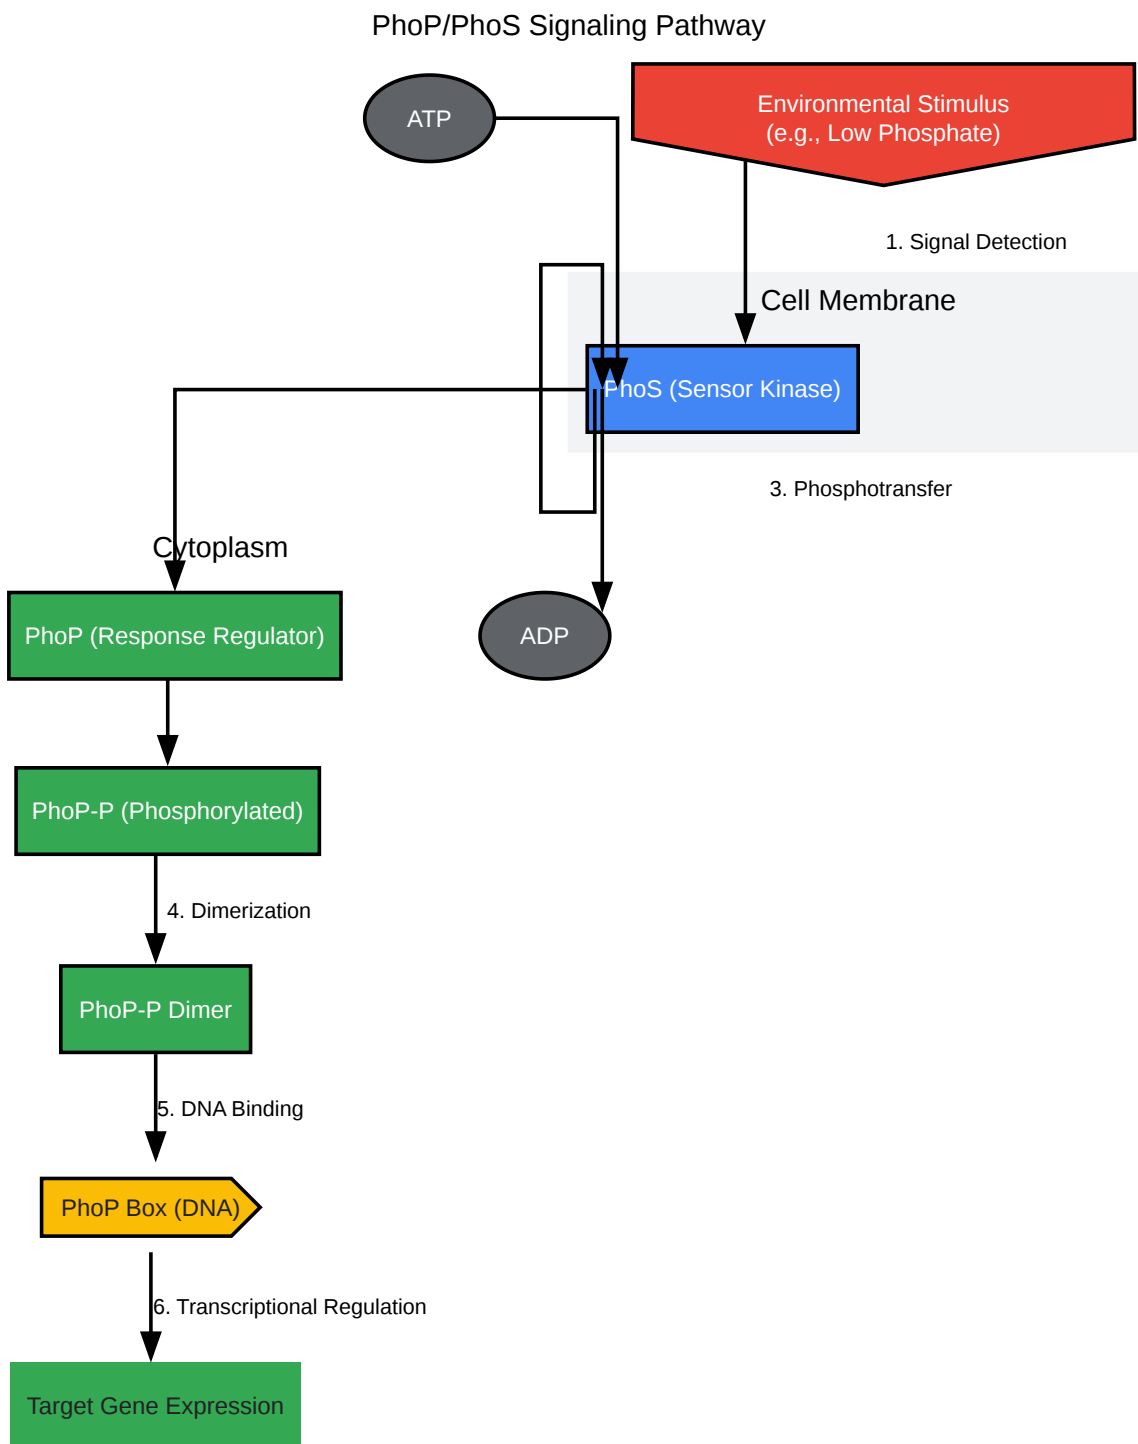 PhoP/PhoS Signaling Pathway
ATP
Environmental Stimulus
(e.g., Low Phosphate)
1. Signal Detection
Cell Membrane
PhoS (Sensor Kinase)
3. Phosphotransfer
Cytoplasm
PhoP (Response Regulator)
ADP
PhoP-P (Phosphorylated)
4. Dimerization
PhoP-P Dimer
5. DNA Binding
PhoP Box (DNA)
6. Transcriptional Regulation
Target Gene Expression